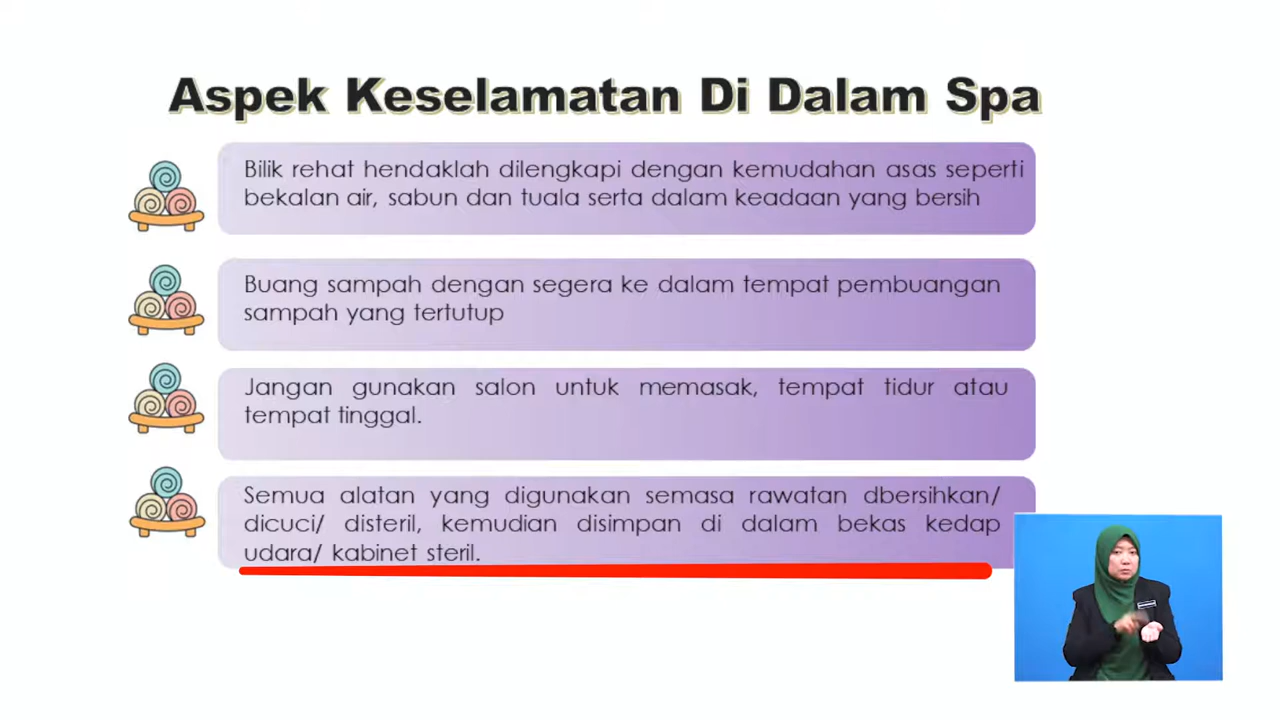 Aspek Keselamatan Di Dalam Spa
Bilik rehat hendaklah dilengkapi dengan kemudahan asas seperti
bekalan air, sabun dan tuala serta dalam keadaan yang bersih
Buang sampah dengan segera ke dalam tempat pembuangan
sampah yang tertutup
Jangan gunakan salon untuk memasak, tempat tidur atau
tempat tinggal.
Semua alatan yang digunakan semasa rawatan dbersihkan/
dicuci/ disteril, kemudian disimpan di dalam bekas kedap
udara/ kabinet steril.